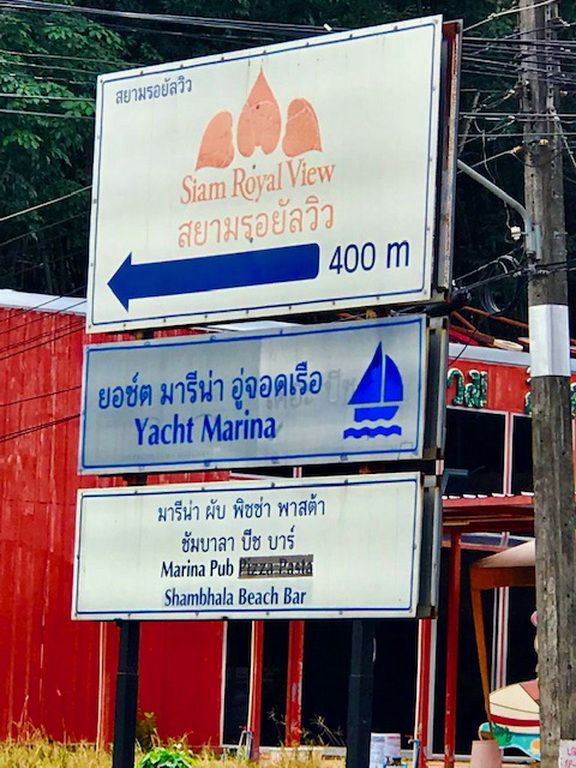 สยามรอยัลวิว
Siam Royal View
สยามรอยัลวิว
400 m
ยอช์ต มารีน่า อู่จอดเรือ
Yacht Marina
มารีน่า ผับ พิซซ่า พาสต้า
ชัมบาลา บีช บาร์
Marina Pub Pizza Pasta
Shambhala Beach Bar